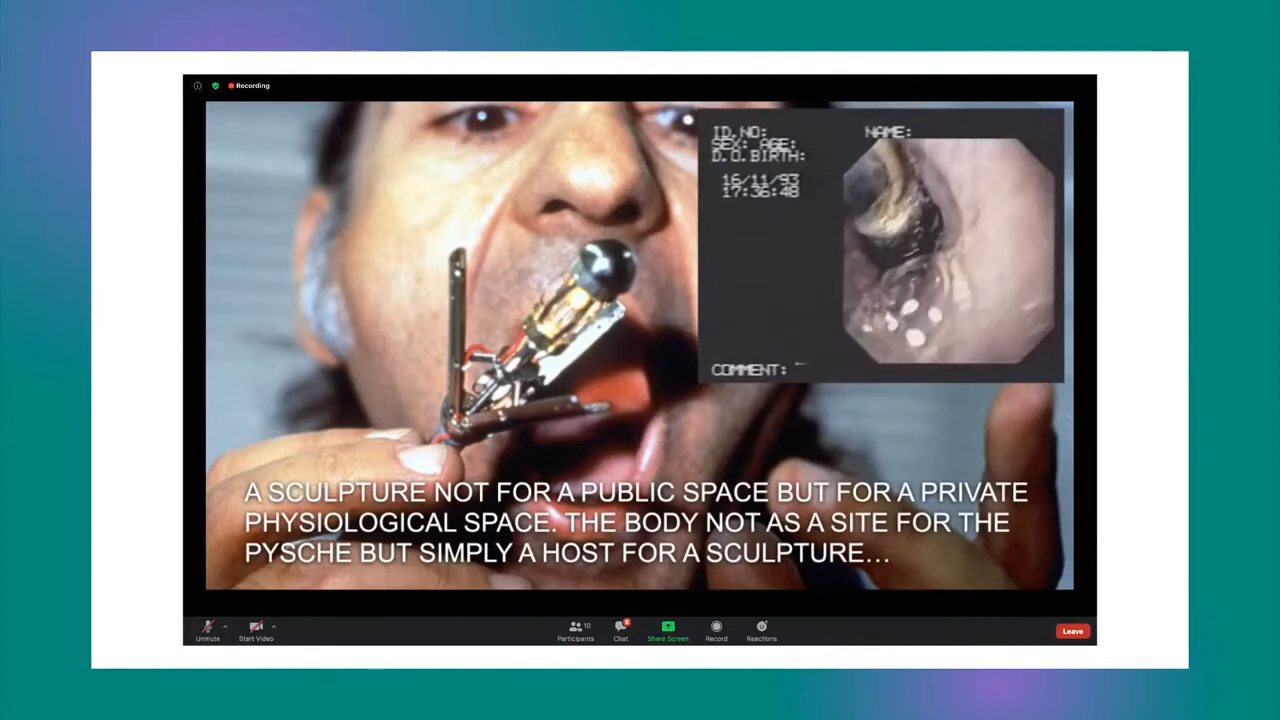 Recording
ID.NO:
NAME:
SEX: AGE:
D.O.BIRTH:
16/11/93
17:36:48
COMMENT:
A SCULPTURE NOT FOR A PUBLIC SPACE BUT FOR A PRIVATE
PHYSIOLOGICAL SPACE. THE BODY NOT AS A SITE FOR THE
PYSCHE BUT SIMPLY A HOST FOR A SCULPTURE...
Unmute
Start Video
10
Participants
8
Chat
Share Screen
Record
Reactions
Leave